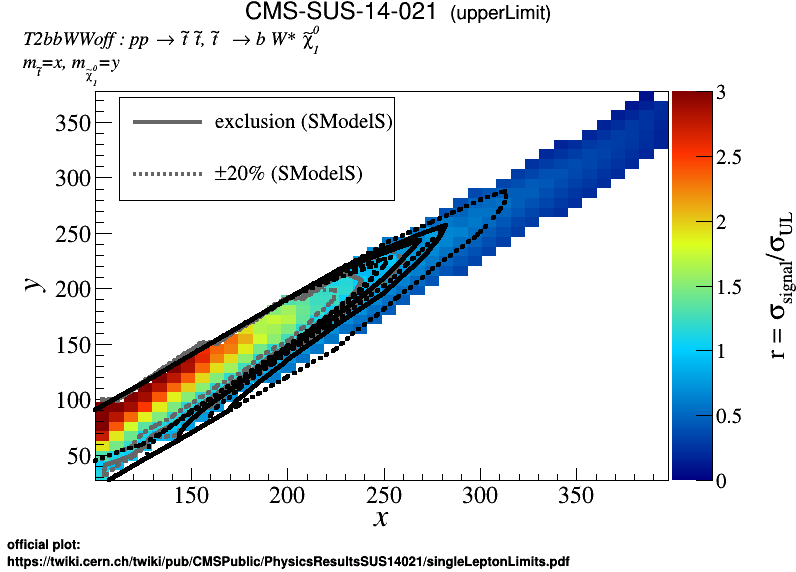 CMS-SUS-14-021 (upperLimit)
T2bbWWoff : pp → t̃ t̃, t̃ → b W* χ̃₁⁰
m_t̃=x, m_χ̃₁⁰=y
exclusion (SModelS)
±20% (SModelS)
350
300
250
200
150
100
50
y
150
200
250
300
350
x
3
2.5
2
1.5
1
0.5
0
r = σ_signal/σ_UL
official plot:
https://twiki.cern.ch/twiki/pub/CMSPublic/PhysicsResultsSUS14021/singleLeptonLimits.pdf